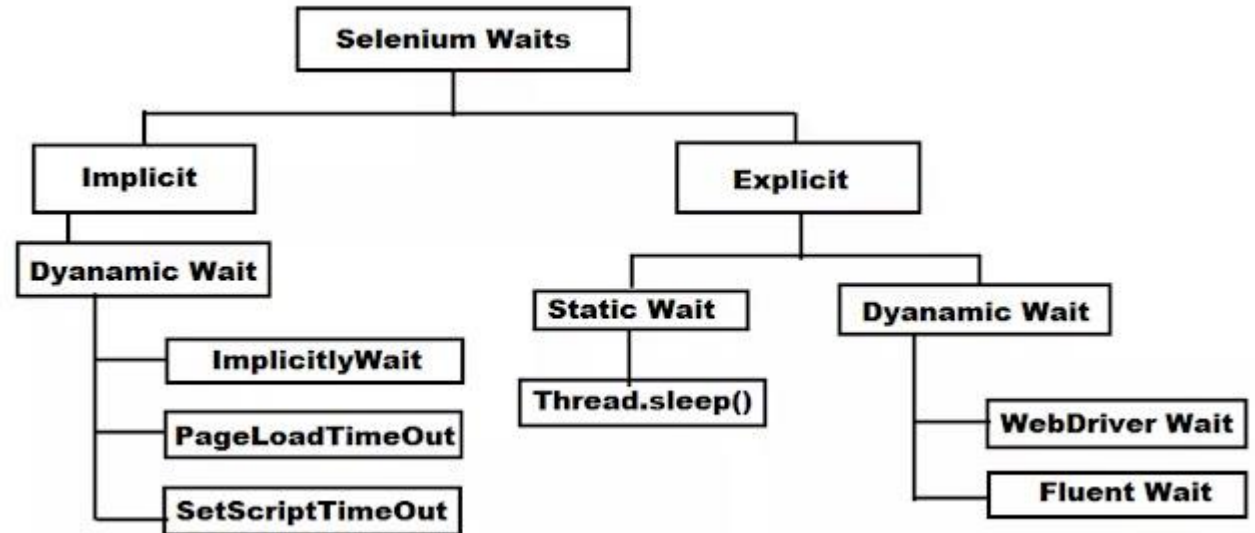 Selenium Waits
Implicit
Explicit
Dyanamic Wait
Static Wait
Dyanamic Wait
ImplicitlyWait
Thread.sleep()
PageLoadTimeOut
WebDriver Wait
SetScriptTimeOut
Fluent Wait